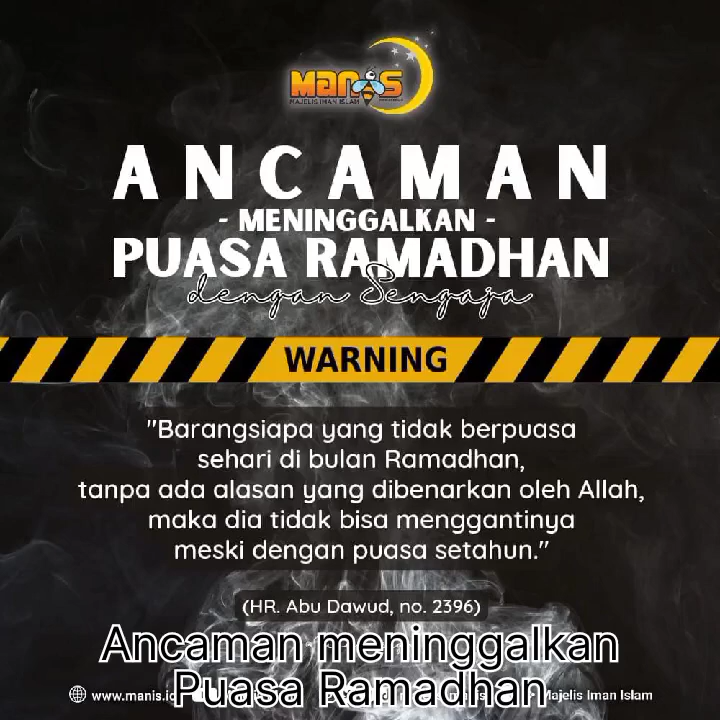 MANIS
MAJELIS IMAN ISLAM
ANCAMAN
- MENINGGALKAN -
PUASA RAMADHAN
dengan Sengaja
WARNING
"Barangsiapa yang tidak berpuasa
sehari di bulan Ramadhan,
tanpa ada alasan yang dibenarkan oleh Allah,
maka dia tidak bisa menggantinya
meski dengan puasa setahun."
(HR. Abu Dawud, no. 2396)
Ancaman meninggalkan
Puasa Ramadhan
www.manis.id
Majelis Iman Islam